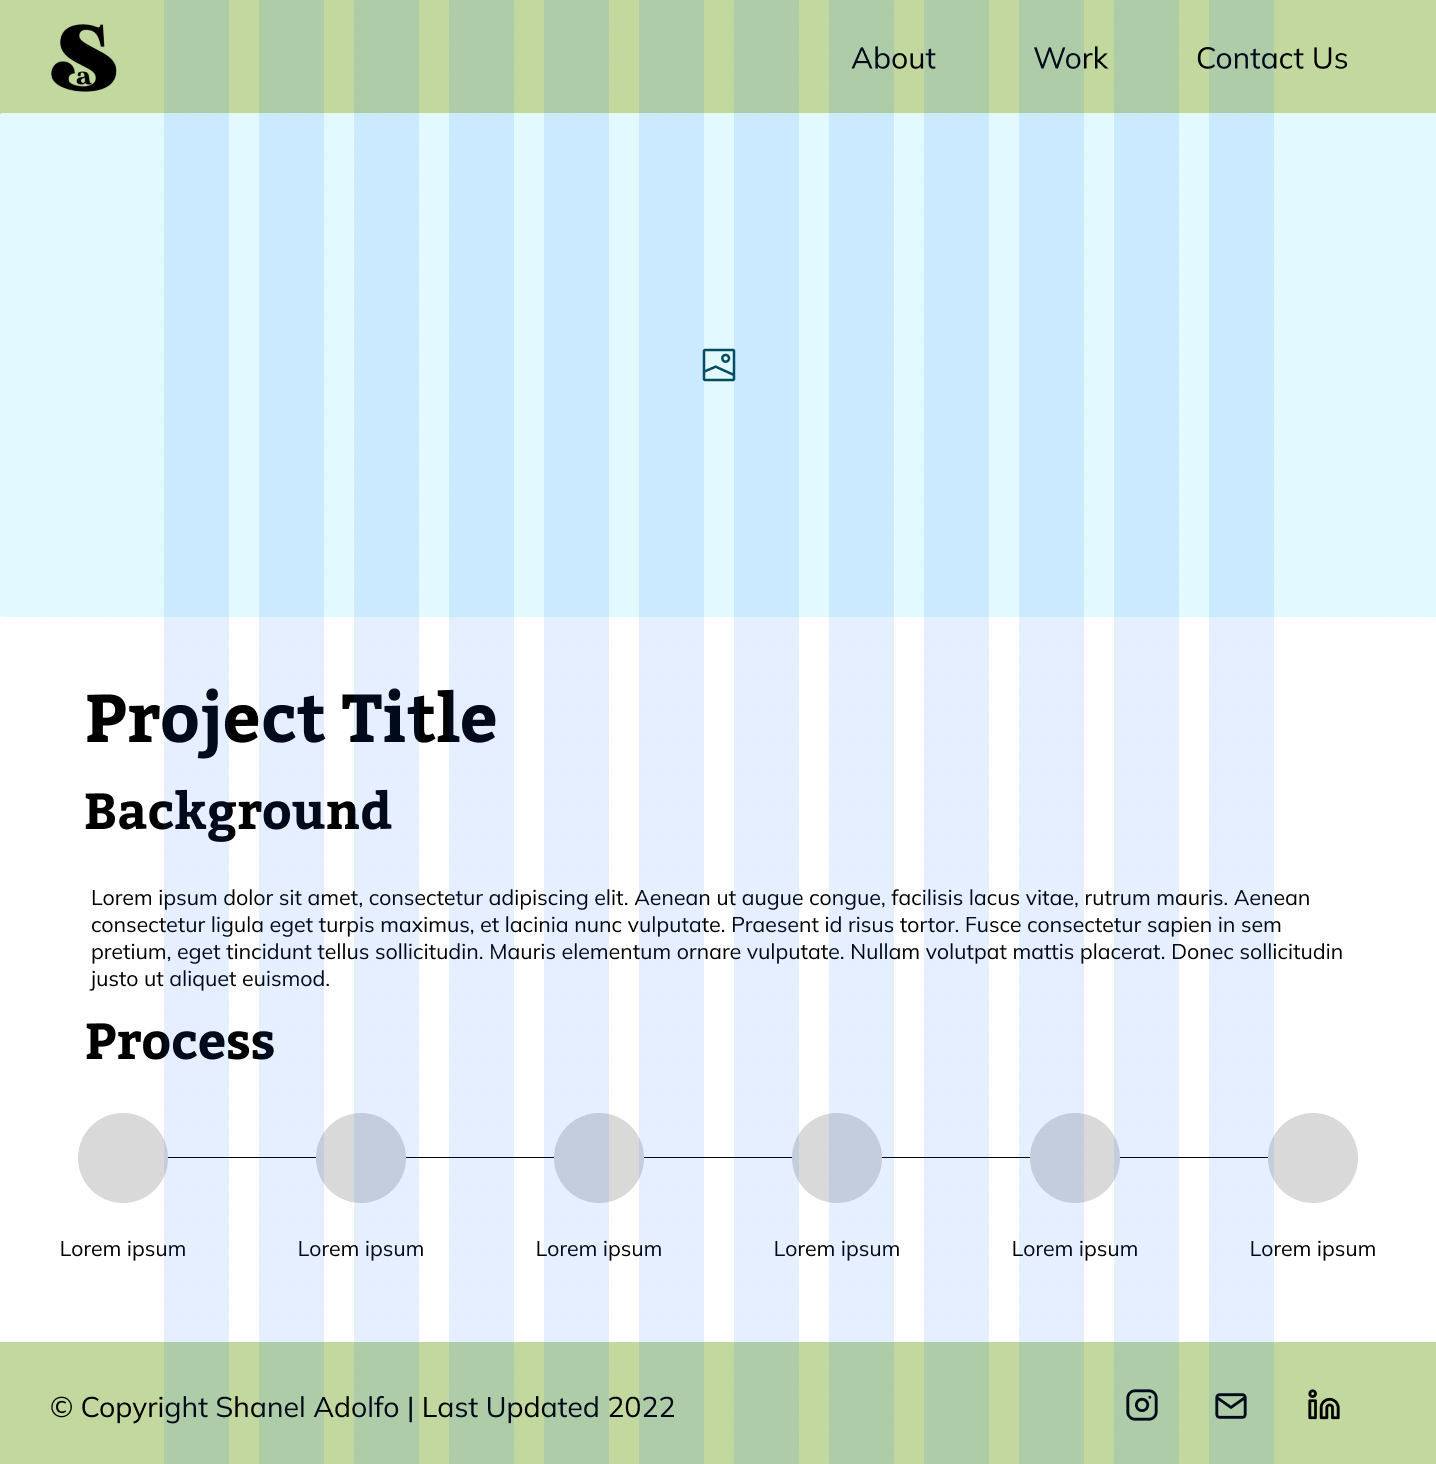 Sa
About Work Contact Us
Project Title
Background
Lorem ipsum dolor sit amet, consectetur adipiscing elit. Aenean ut augue congue, facilisis lacus vitae, rutrum mauris. Aenean
consectetur ligula eget turpis maximus, et lacinia nunc vulputate. Praesent id risus tortor. Fusce consectetur sapien in sem
pretium, eget tincidunt tellus sollicitudin. Mauris elementum ornare vulputate. Nullam volutpat mattis placerat. Donec sollicitudin
justo ut aliquet euismod.
Process
Lorem ipsum Lorem ipsum Lorem ipsum Lorem ipsum Lorem ipsum Lorem ipsum
© Copyright Shanel Adolfo | Last Updated 2022